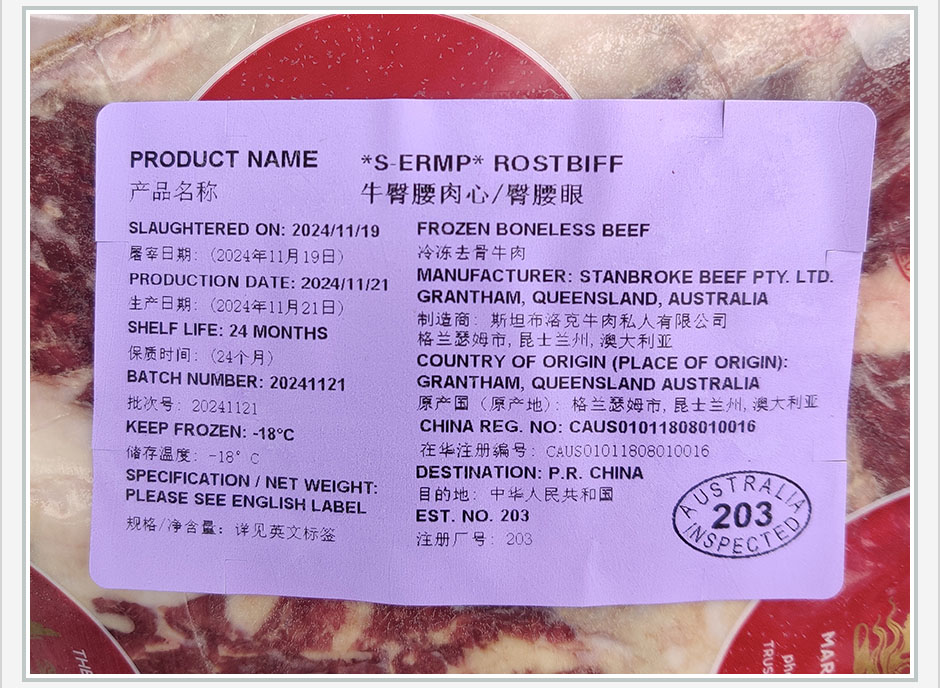 PRODUCT NAME *S-ERMP* ROSTBIFF
产品名称 牛臀腰肉心/臀腰眼
SLAUGHTERED ON: 2024/11/19
屠宰日期: (2024年11月19日)
PRODUCTION DATE: 2024/11/21
生产日期: (2024年11月21日)
SHELF LIFE: 24 MONTHS
保质时间: (24个月)
BATCH NUMBER: 20241121
批次号: 20241121
KEEP FROZEN: -18°C
储存温度: -18° C
SPECIFICATION / NET WEIGHT:
PLEASE SEE ENGLISH LABEL
规格/净含量: 详见英文标签
FROZEN BONELESS BEEF
冷冻去骨牛肉
MANUFACTURER: STANBROKE BEEF PTY. LTD.
GRANTHAM, QUEENSLAND, AUSTRALIA
制造商: 斯坦布洛克牛肉私人有限公司
格兰瑟姆市, 昆士兰州, 澳大利亚
COUNTRY OF ORIGIN (PLACE OF ORIGIN):
GRANTHAM, QUEENSLAND AUSTRALIA
原产国 (原产地): 格兰瑟姆市, 昆士兰州, 澳大利亚
CHINA REG. NO: CAUS01011808010016
在华注册编号: CAUS01011808010016
DESTINATION: P.R. CHINA
目的地: 中华人民共和国
EST. NO. 203
注册厂号: 203
AUSTRALIA
203
INSPECTED